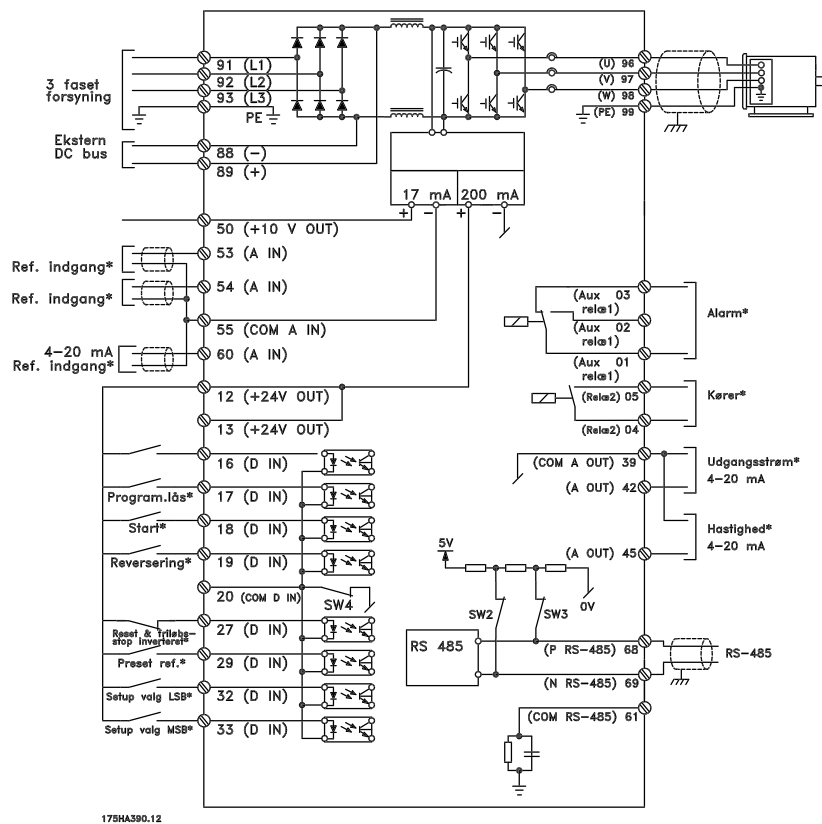 3 faset
forsyning
91 (L1)
92 (L2)
93 (L3)
PE
Ekstern
DC bus
88 (–)
89 (+)
(U) 96
(V) 97
(W) 98
(PE) 99
17 mA
200 mA
+
–
+
–
50 (+10 V OUT)
53 (A IN)
Ref. indgang*
54 (A IN)
Ref. indgang*
55 (COM A IN)
4–20 mA
Ref. indgang*
60 (A IN)
12 (+24V OUT)
13 (+24V OUT)
16 (D IN)
Program.lås*
17 (D IN)
Start*
18 (D IN)
Reversering*
19 (D IN)
20 (COM D IN)
SW4
Reset & friløbs–
stop inverteret*
27 (D IN)
Preset ref.*
29 (D IN)
Setup valg LSB*
32 (D IN)
Setup valg MSB*
33 (D IN)
(Aux 03
relæ1)
(Aux 02
relæ1)
(Aux 01
relæ1)
Alarm*
(Relæ2) 05
(Relæ2) 04
Kører*
(COM A OUT) 39
(A OUT) 42
Udgangsstrøm*
4–20 mA
Hastighed*
4–20 mA
(A OUT) 45
5V
0V
SW2
SW3
RS 485
(P RS–485) 68
(N RS–485) 69
RS–485
(COM RS–485) 61
175HA390.12